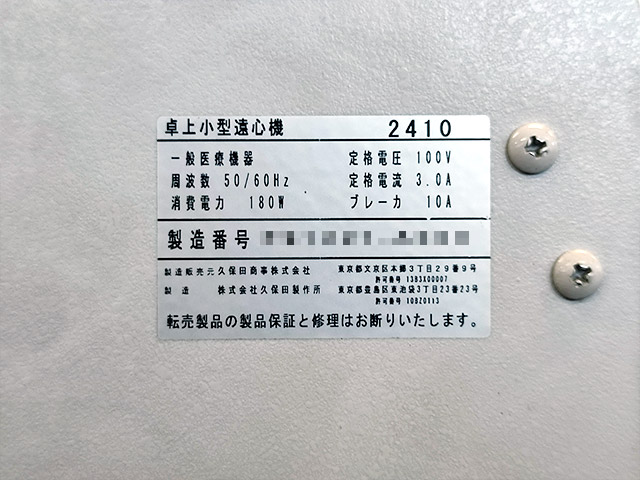 卓上小型遠心機 2410
一般医療機器 定格電圧 100V
周波数 50/60Hz 定格電流 3.0A
消費電力 180W ブレーカ 10A
製造番号
製造販売元 久保田商事株式会社 東京都文京区本郷3丁目29番9号
許可番号 13B3X00007
製造 株式会社久保田製作所 東京都豊島区東池袋3丁目23番23号
許可番号 10BZ0113
転売製品の製品保証と修理はお断りいたします。